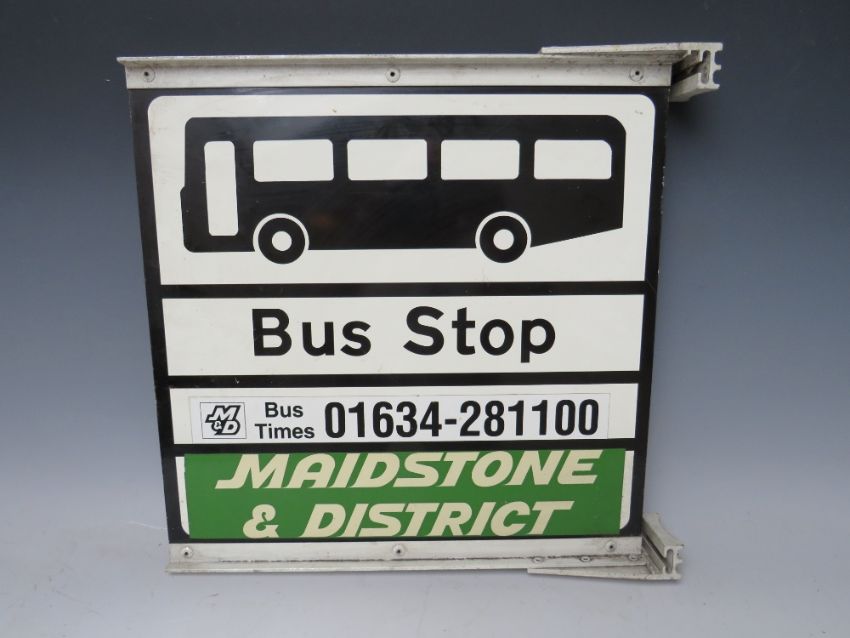 Bus Stop
M&D Bus Times 01634-281100
MAIDSTONE
& DISTRICT